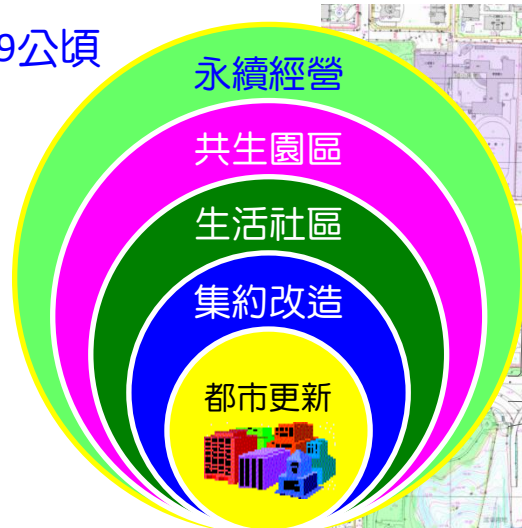 9公頃
永續經營
共生園區
生活社區
集約改造
都市更新